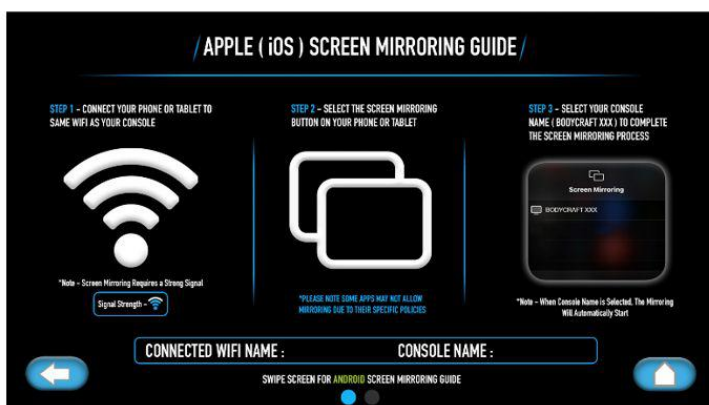 / APPLE ( iOS ) SCREEN MIRRORING GUIDE /
STEP 1 - CONNECT YOUR PHONE OR TABLET TO
SAME WIFI AS YOUR CONSOLE
*Note - Screen Mirroring Requires a Strong Signal
Signal Strength -
STEP 2 - SELECT THE SCREEN MIRRORING
BUTTON ON YOUR PHONE OR TABLET
*PLEASE NOTE SOME APPS MAY NOT ALLOW
MIRRORING DUE TO THEIR SPECIFIC POLICIES
STEP 3 - SELECT YOUR CONSOLE
NAME ( BODYCRAFT XXX ) TO COMPLETE
THE SCREEN MIRRORING PROCESS
Screen Mirroring
BODYCRAFT XXX
*Note - When Console Name is Selected, The Mirroring
Will Automatically Start
CONNECTED WIFI NAME :
CONSOLE NAME :
SWIPE SCREEN FOR ANDROID SCREEN MIRRORING GUIDE